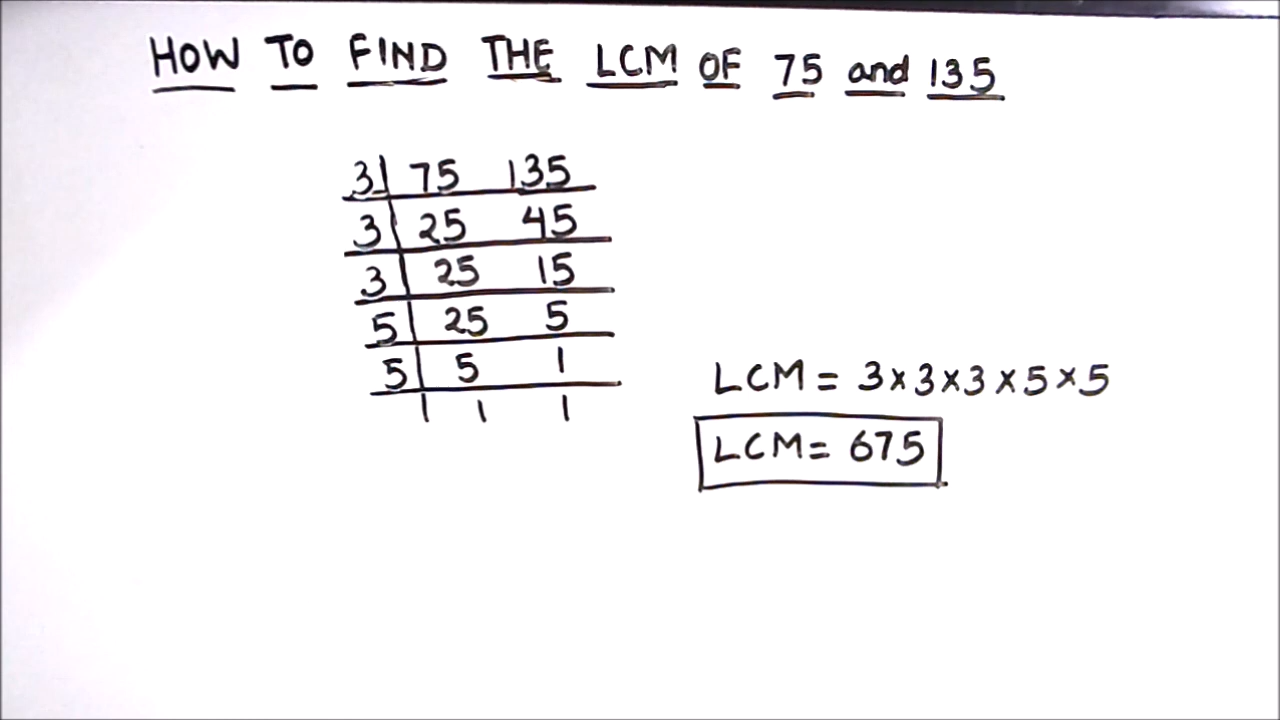 HOW TO FIND THE LCM OF 75 and 135
3 75 135
3 25 45
3 25 15
5 25 5
5 5 1
1 1
LCM = 3×3×3×5×5
LCM = 675